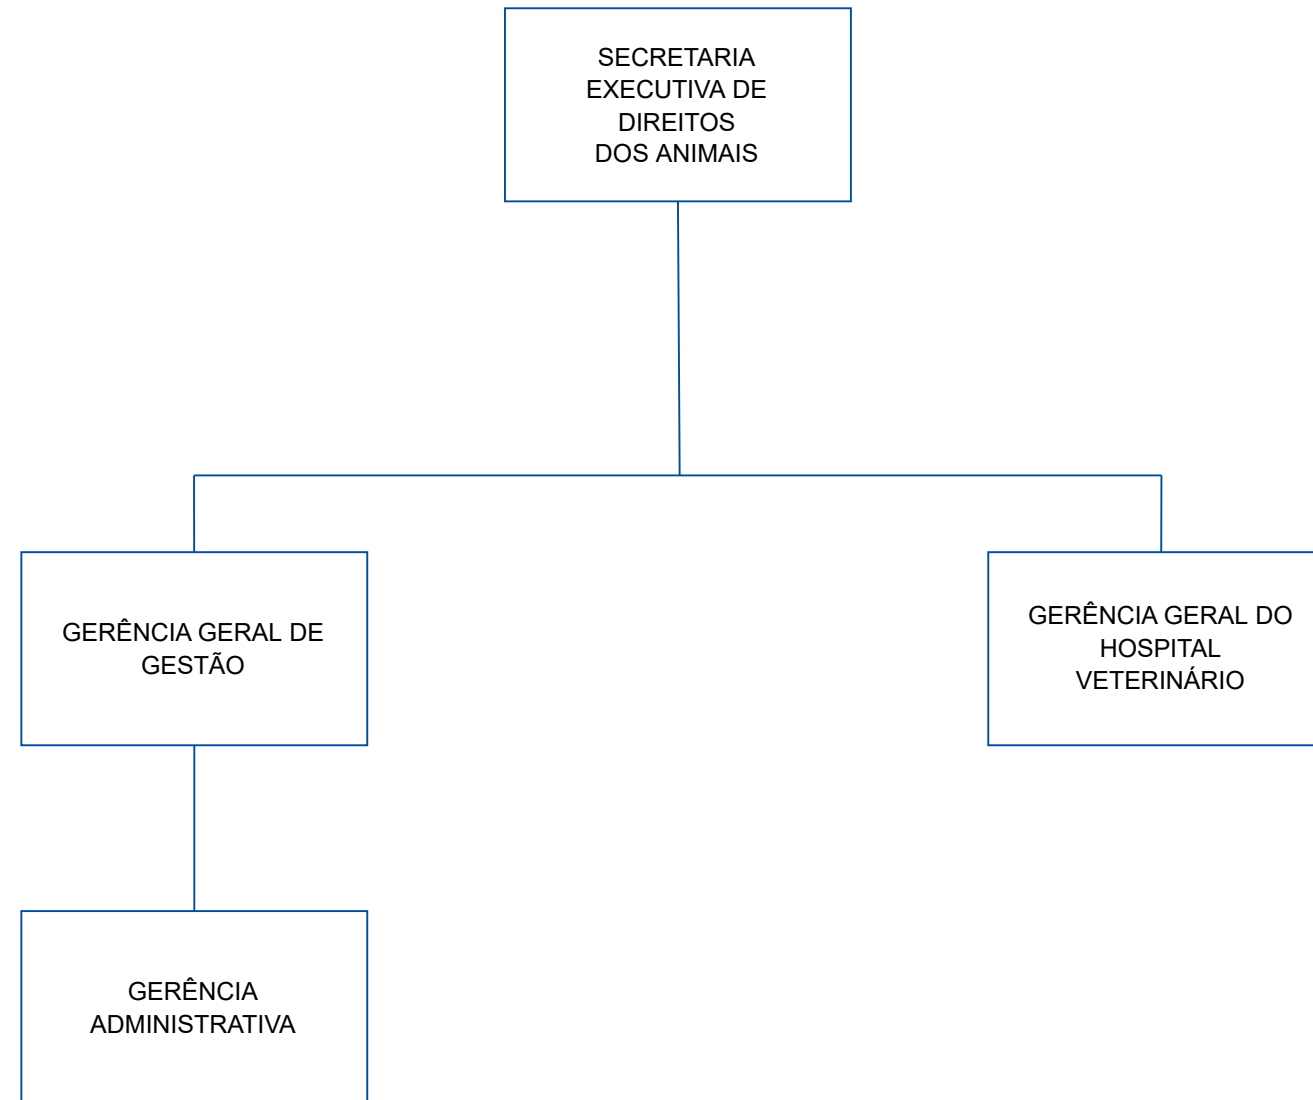 SECRETARIA
EXECUTIVA DE
DIREITOS
DOS ANIMAIS
GERÊNCIA GERAL DE
GESTÃO
GERÊNCIA GERAL DO
HOSPITAL
VETERINÁRIO
GERÊNCIA
ADMINISTRATIVA